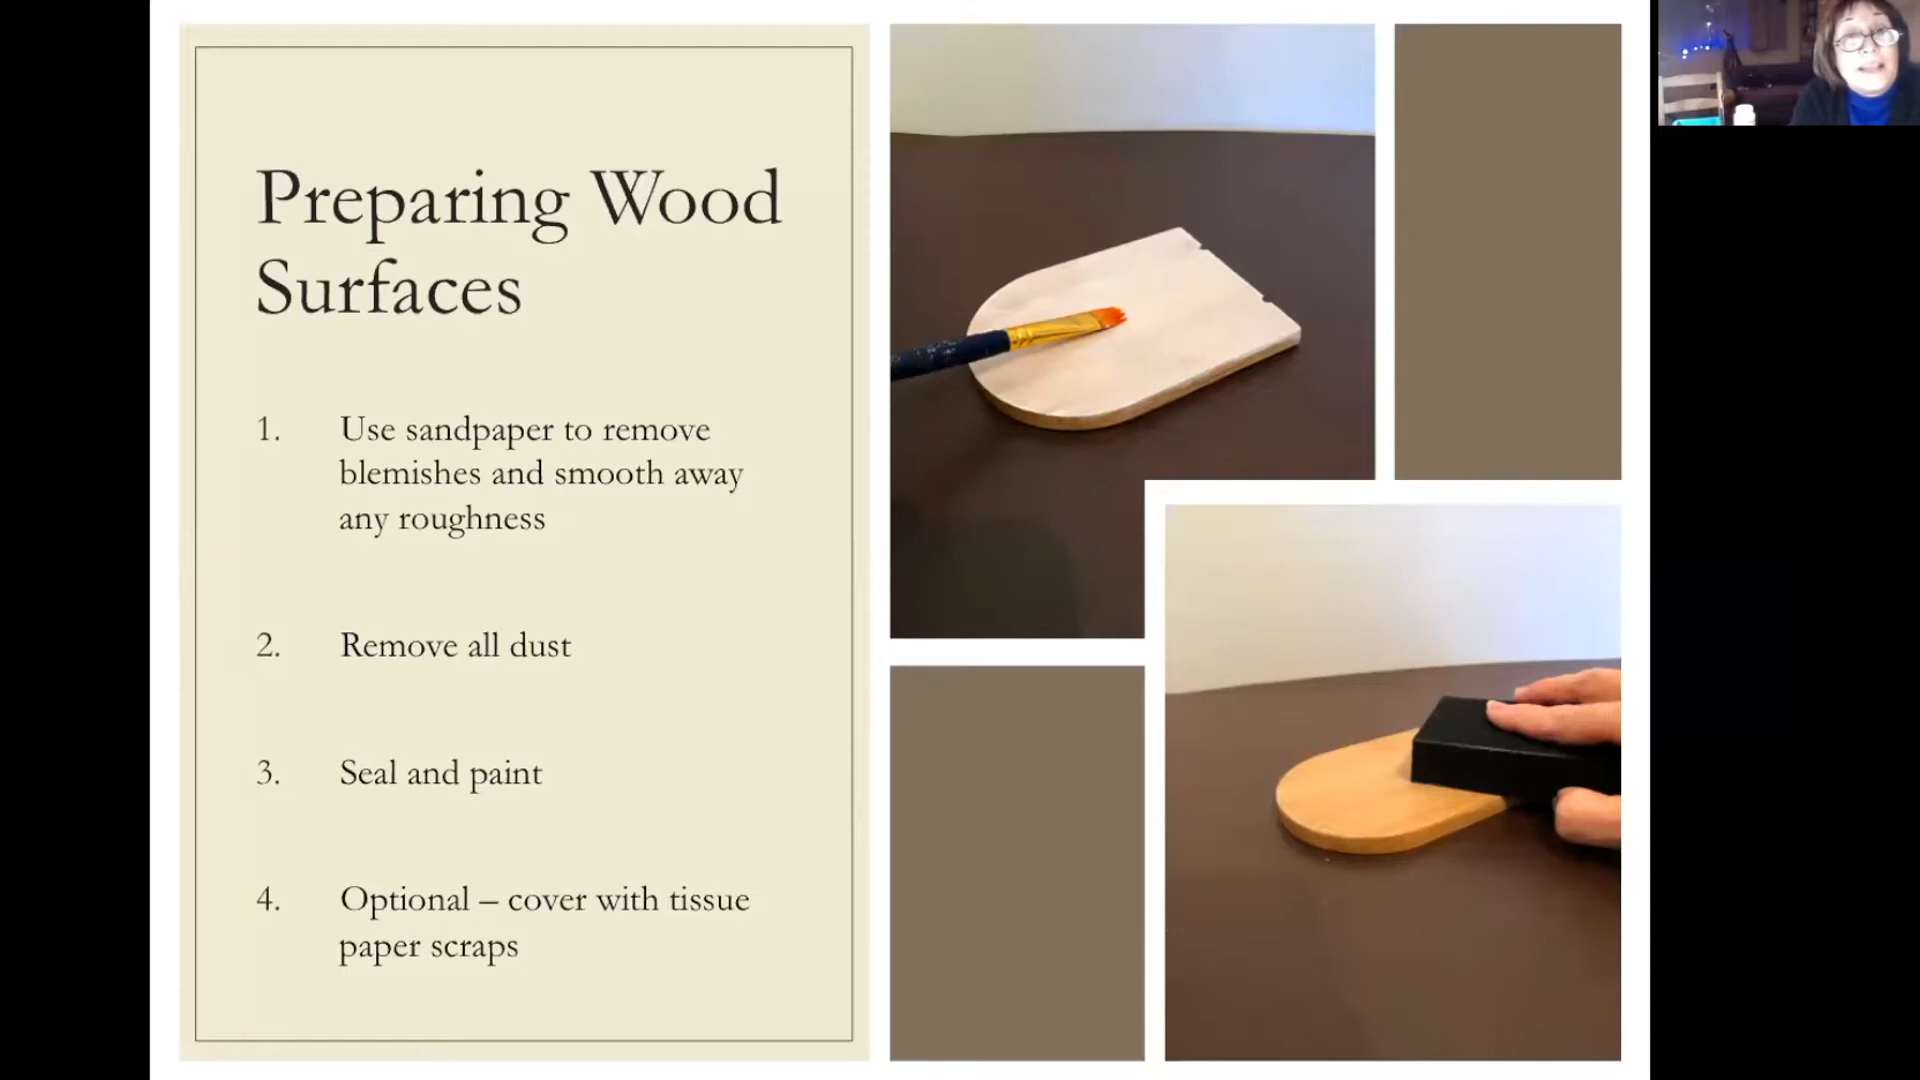 Preparing Wood
Surfaces
1. Use sandpaper to remove
blemishes and smooth away
any roughness
2. Remove all dust
3. Seal and paint
4. Optional – cover with tissue
paper scraps